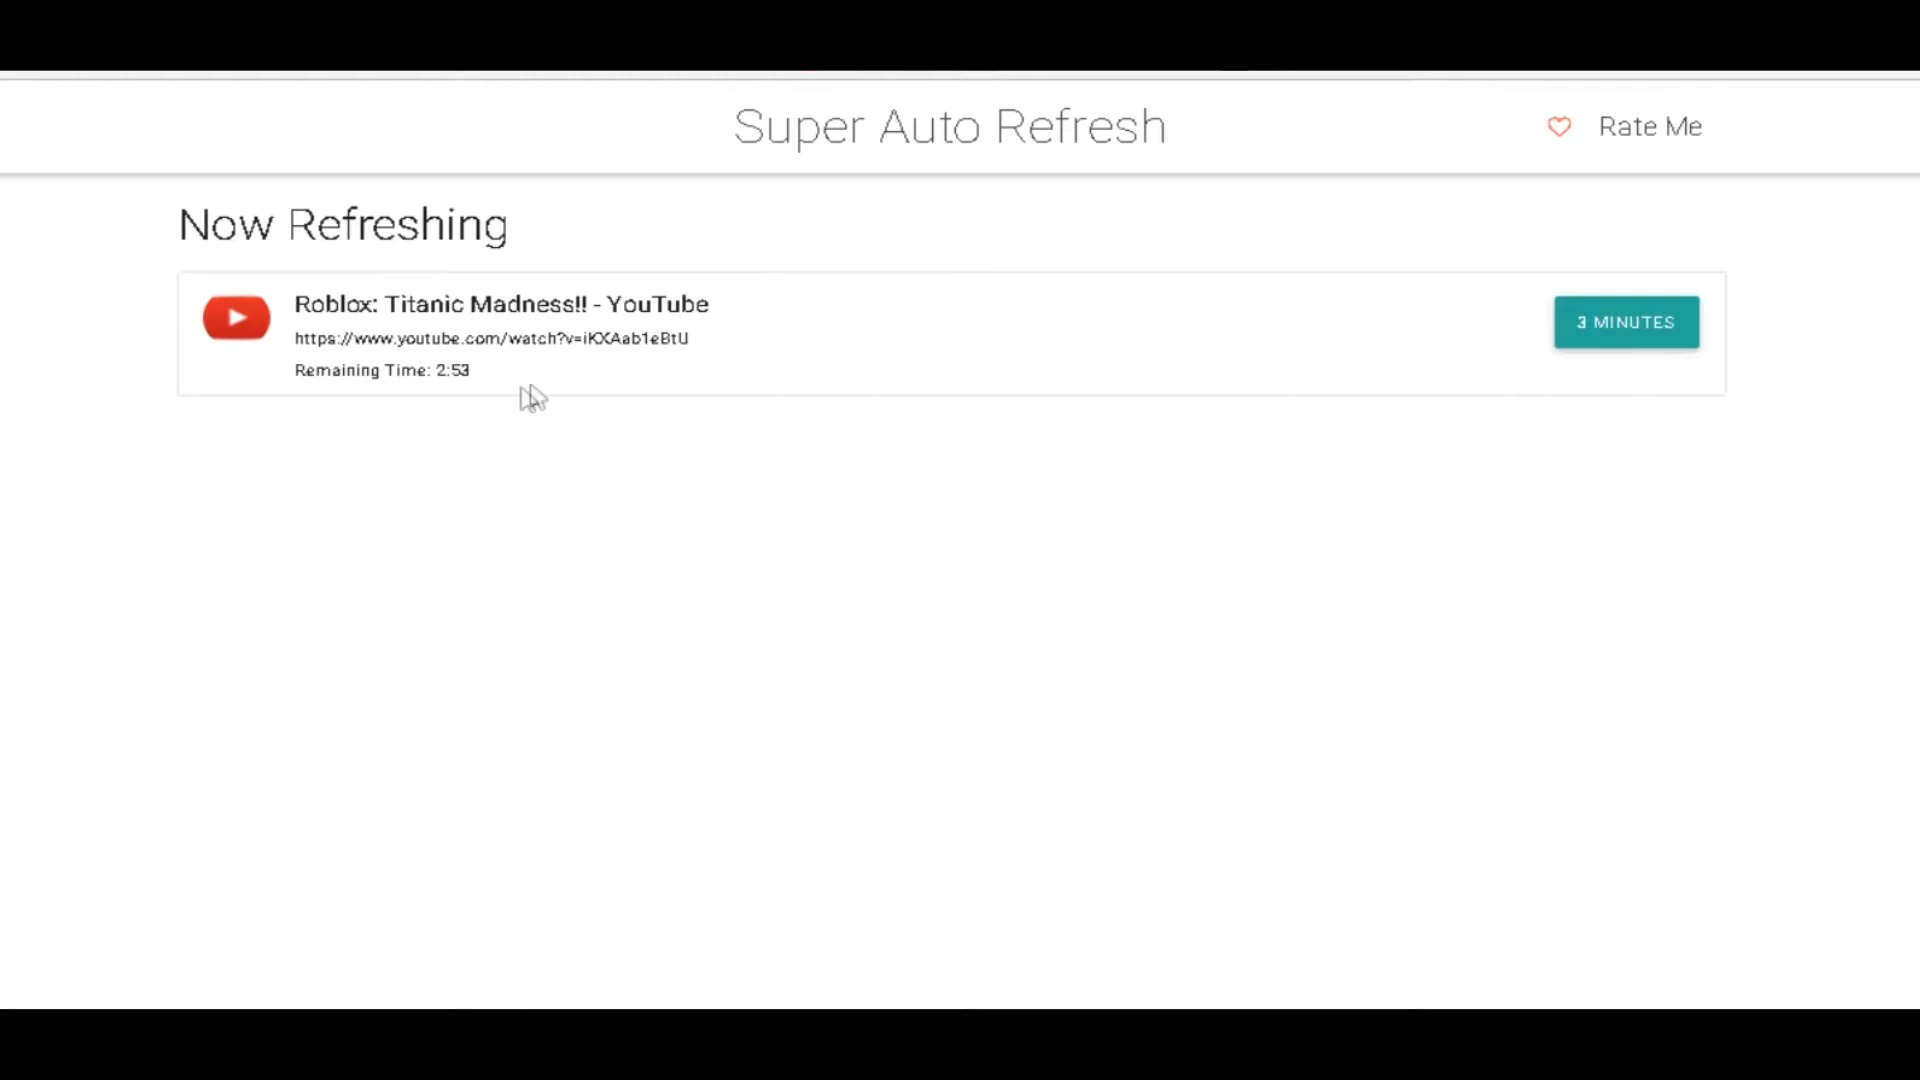 Super Auto Refresh
Rate Me
Now Refreshing
Roblox: Titanic Madness!! - YouTube
3 MINUTES
https://www.youtube.com/watch?v=iKXAab1eBtU
Remaining Time: 2:53